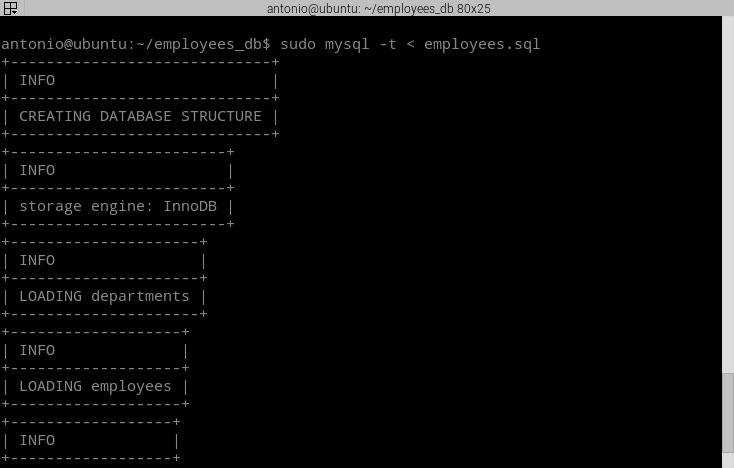 antonio@ubuntu: ~/employees_db 80x25
antonio@ubuntu:~/employees_db$ sudo mysql -t < employees.sql
+-----------------------------+
| INFO                        |
+-----------------------------+
| CREATING DATABASE STRUCTURE |
+-----------------------------+
+------------------------+
| INFO                   |
+------------------------+
| storage engine: InnoDB |
+------------------------+
+---------------------+
| INFO                |
+---------------------+
| LOADING departments |
+---------------------+
+-------------------+
| INFO              |
+-------------------+
| LOADING employees |
+-------------------+
+------------------+
| INFO             |
+------------------+